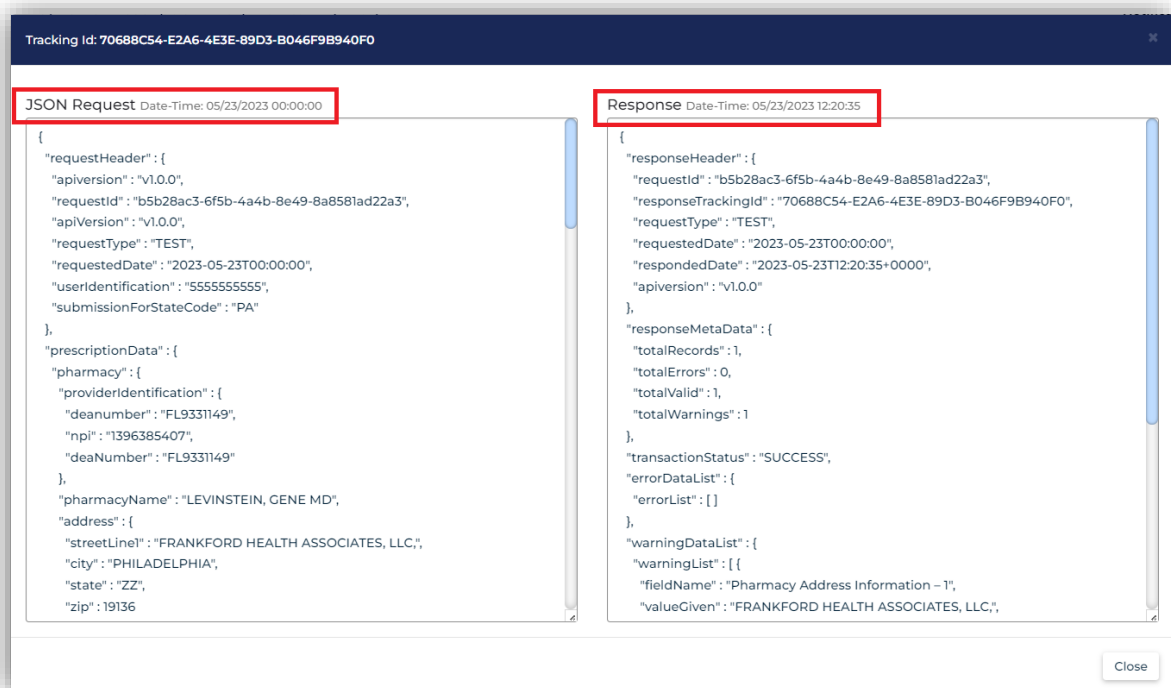 Tracking Id: 70688C54-E2A6-4E3E-89D3-B046F9B940F0
×
JSON Request Date-Time: 05/23/2023 00:00:00
{
"requestHeader" : {
"apiversion" : "v1.0.0",
"requestId" : "b5b28ac3-6f5b-4a4b-8e49-8a8581ad22a3",
"apiVersion" : "v1.0.0",
"requestType" : "TEST",
"requestedDate" : "2023-05-23T00:00:00",
"userIdentification" : "5555555555",
"submissionForStateCode" : "PA"
},
"prescriptionData" : {
"pharmacy" : {
"providerIdentification" : {
"deanumber" : "FL9331149",
"npi" : "1396385407",
"deaNumber" : "FL9331149"
},
"pharmacyName" : "LEVINSTEIN, GENE MD",
"address" : {
"streetLine1" : "FRANKFORD HEALTH ASSOCIATES, LLC,",
"city" : "PHILADELPHIA",
"state" : "ZZ",
"zip" : 19136
Response Date-Time: 05/23/2023 12:20:35
{
"responseHeader" : {
"requestId" : "b5b28ac3-6f5b-4a4b-8e49-8a8581ad22a3",
"responseTrackingId" : "70688C54-E2A6-4E3E-89D3-B046F9B940F0",
"requestType" : "TEST",
"requestedDate" : "2023-05-23T00:00:00",
"respondedDate" : "2023-05-23T12:20:35+0000",
"apiversion" : "v1.0.0"
},
"responseMetaData" : {
"totalRecords" : 1,
"totalErrors" : 0,
"totalValid" : 1,
"totalWarnings" : 1
},
"transactionStatus" : "SUCCESS",
"errorDataList" : {
"errorList" : [ ]
},
"warningDataList" : {
"warningList" : [ {
"fieldName" : "Pharmacy Address Information – 1",
"valueGiven" : "FRANKFORD HEALTH ASSOCIATES, LLC,",
Close